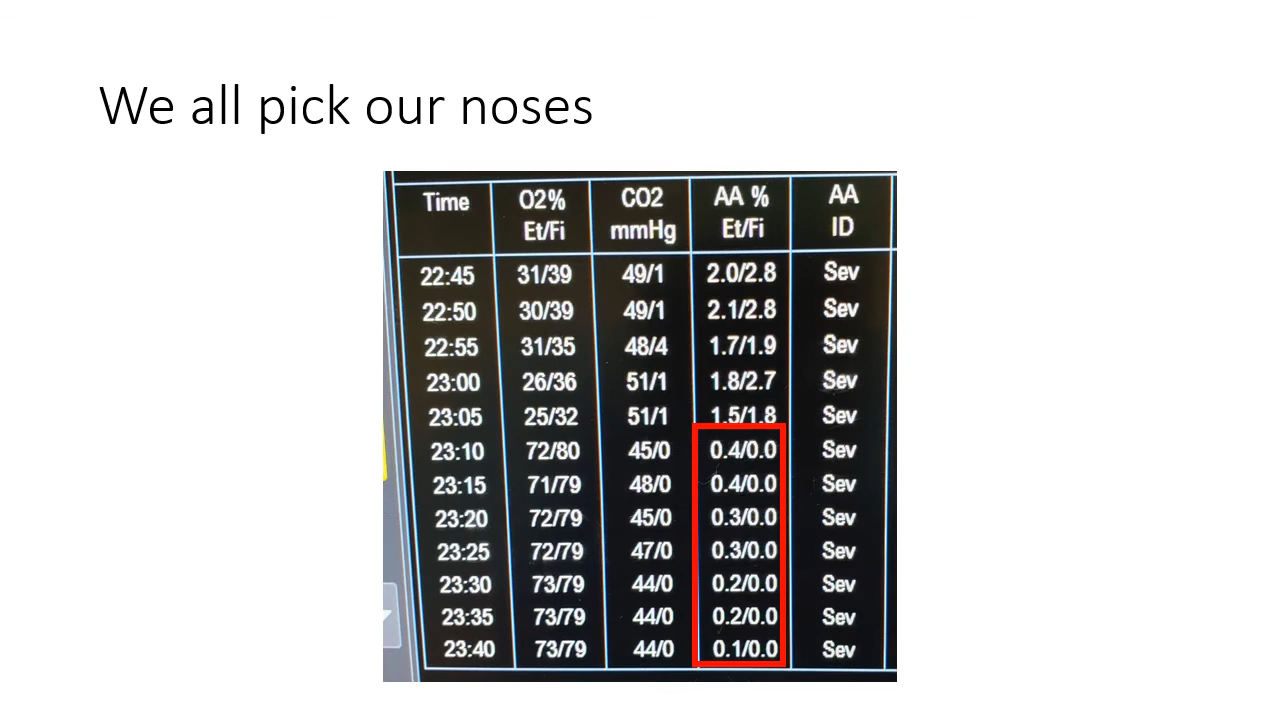 We all pick our noses
Time O2% Et/Fi CO2 mmHg AA % Et/Fi AA ID
22:45 31/39 49/1 2.0/2.8 Sev
22:50 30/39 49/1 2.1/2.8 Sev
22:55 31/35 48/4 1.7/1.9 Sev
23:00 26/36 51/1 1.8/2.7 Sev
23:05 25/32 51/1 1.5/1.8 Sev
23:10 72/80 45/0 0.4/0.0 Sev
23:15 71/79 48/0 0.4/0.0 Sev
23:20 72/79 45/0 0.3/0.0 Sev
23:25 72/79 47/0 0.3/0.0 Sev
23:30 73/79 44/0 0.2/0.0 Sev
23:35 73/79 44/0 0.2/0.0 Sev
23:40 73/79 44/0 0.1/0.0 Sev